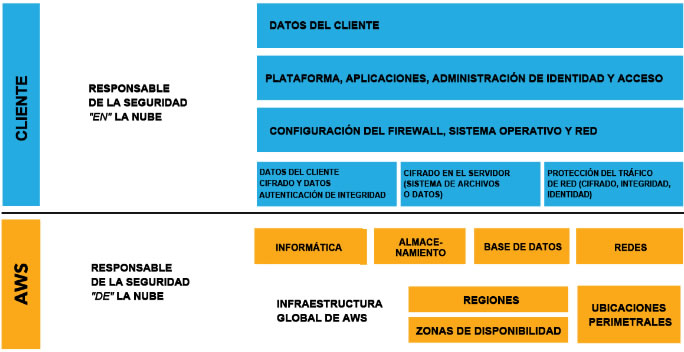 CLIENTE
RESPONSABLE
DE LA SEGURIDAD
"EN" LA NUBE
DATOS DEL CLIENTE
PLATAFORMA, APLICACIONES, ADMINISTRACIÓN DE IDENTIDAD Y ACCESO
CONFIGURACIÓN DEL FIREWALL, SISTEMA OPERATIVO Y RED
DATOS DEL CLIENTE
CIFRADO Y DATOS
AUTENTICACIÓN DE INTEGRIDAD
CIFRADO EN EL SERVIDOR
(SISTEMA DE ARCHIVOS
O DATOS)
PROTECCIÓN DEL TRÁFICO
DE RED (CIFRADO, INTEGRIDAD,
IDENTIDAD)
AWS
RESPONSABLE
DE LA SEGURIDAD
"DE" LA NUBE
INFORMÁTICA
ALMACE-
NAMIENTO
BASE DE DATOS
REDES
INFRAESTRUCTURA
GLOBAL DE AWS
REGIONES
ZONAS DE DISPONIBILIDAD
UBICACIONES
PERIMETRALES